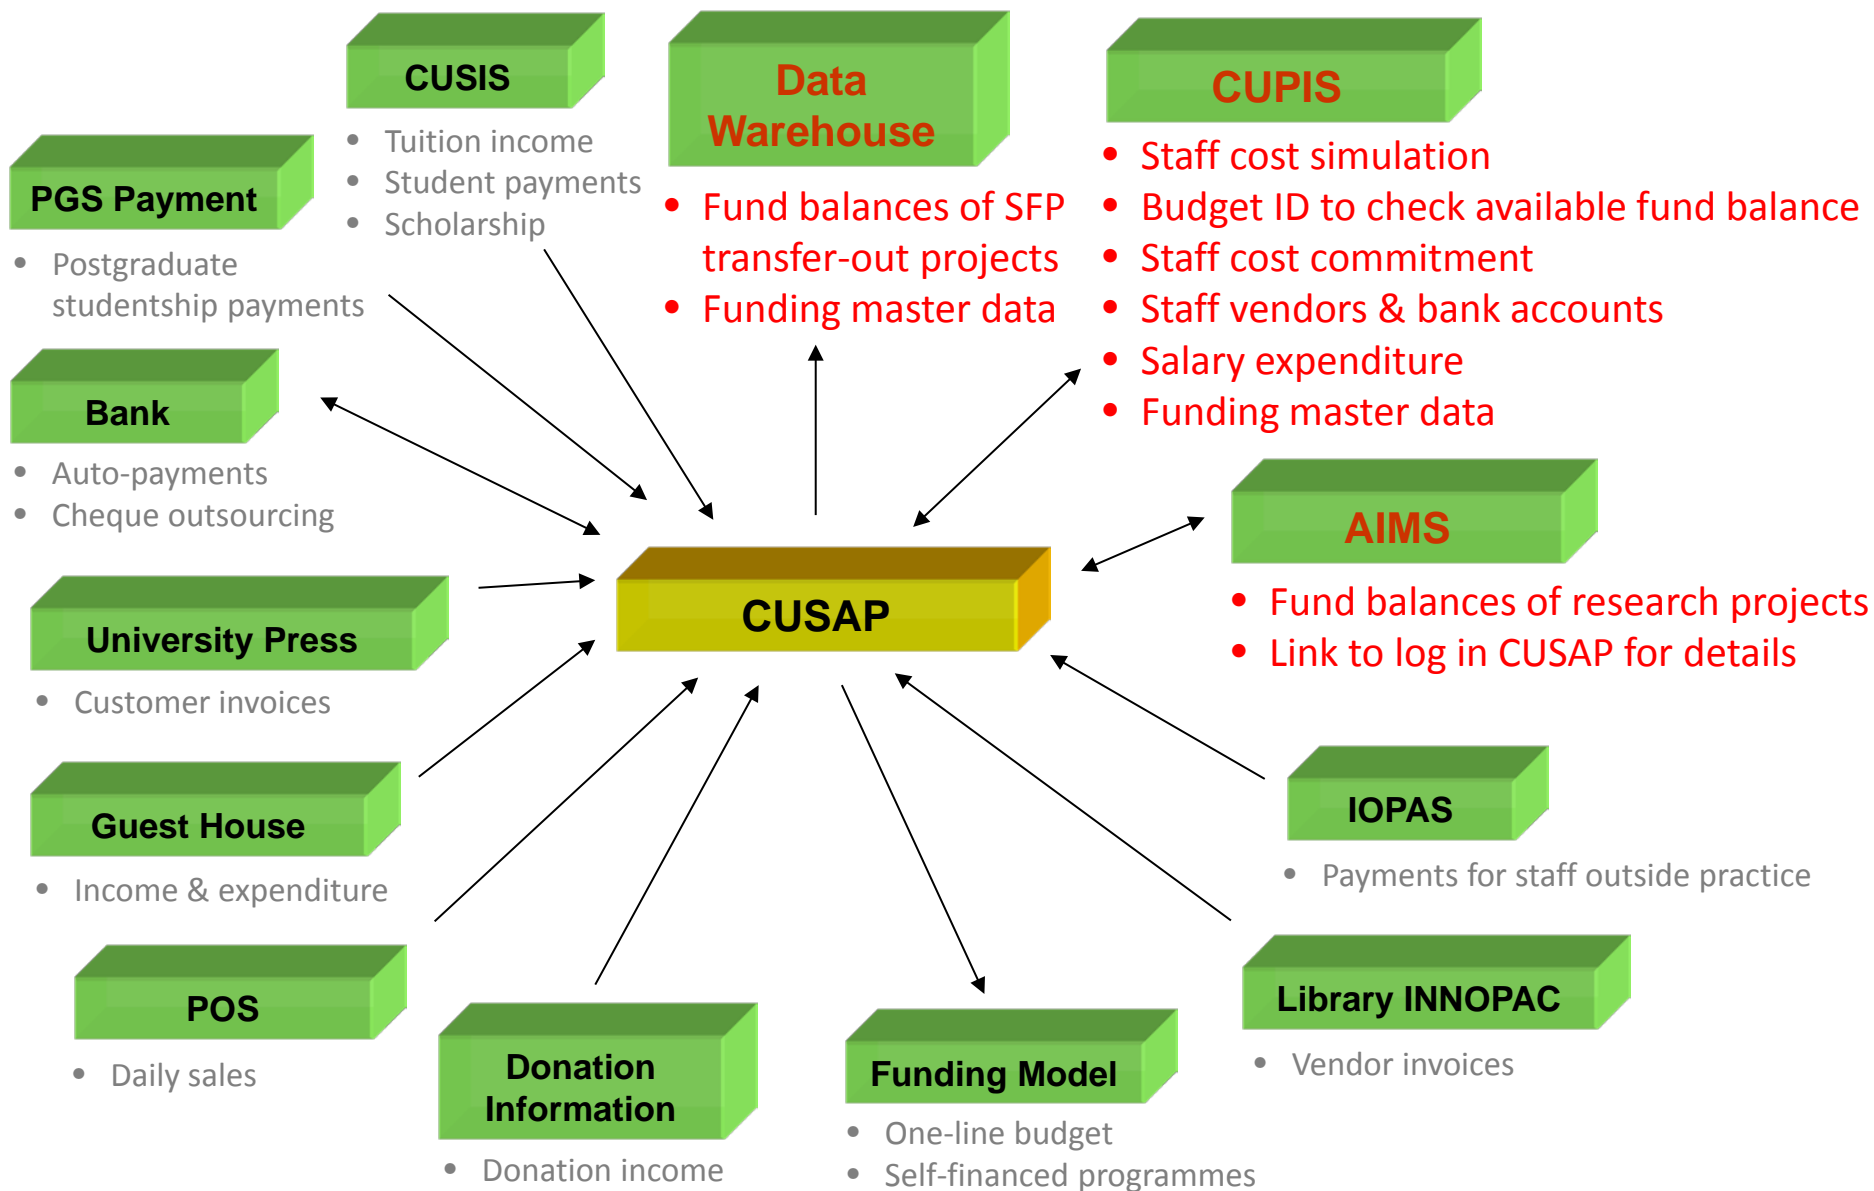 CUSIS
• Tuition income
• Student payments
• Scholarship
Data
Warehouse
• Fund balances of SFP
transfer-out projects
• Funding master data
CUPIS
• Staff cost simulation
• Budget ID to check available fund balance
• Staff cost commitment
• Staff vendors & bank accounts
• Salary expenditure
• Funding master data
PGS Payment
• Postgraduate
studentship payments
Bank
• Auto-payments
• Cheque outsourcing
AIMS
• Fund balances of research projects
• Link to log in CUSAP for details
CUSAP
University Press
• Customer invoices
Guest House
• Income & expenditure
IOPAS
• Payments for staff outside practice
POS
• Daily sales
Donation
Information
• Donation income
Funding Model
• One-line budget
• Self-financed programmes
Library INNOPAC
• Vendor invoices